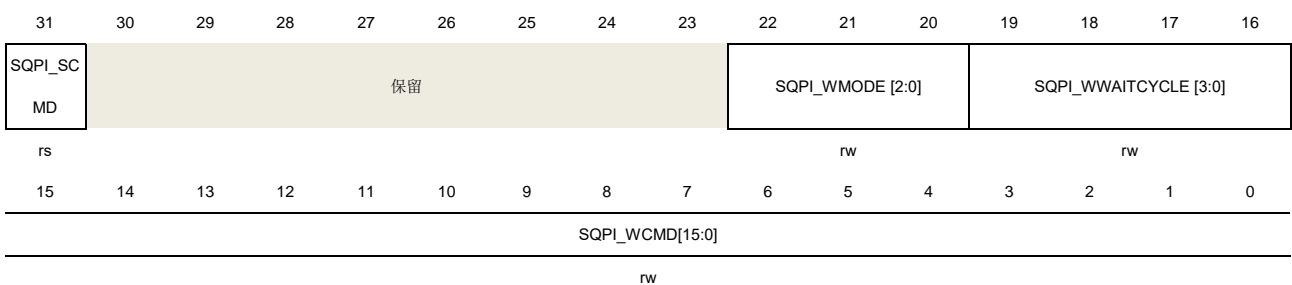 31 30 29 28 27 26 25 24 23 22 21 20 19 18 17 16
SQPI_SC
MD
保留
SQPI_WMODE [2:0]
SQPI_WWAITCYCLE [3:0]
rs rw rw
15 14 13 12 11 10 9 8 7 6 5 4 3 2 1 0
SQPI_WCMD[15:0]
rw